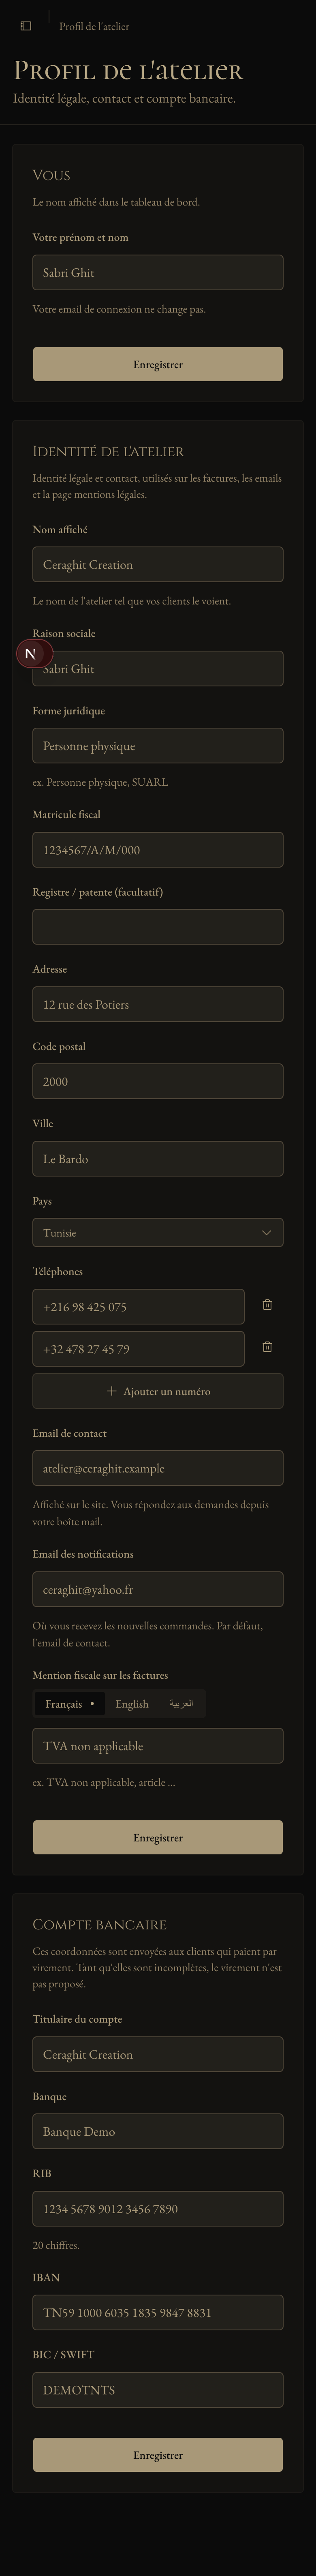 Profil de l'atelier
Profil de l'atelier
Identité légale, contact et compte bancaire.
Vous
Le nom affiché dans le tableau de bord.
Votre prénom et nom
Sabri Ghit
Votre email de connexion ne change pas.
Enregistrer
Identité de l'atelier
Identité légale et contact, utilisés sur les factures, les emails
et la page mentions légales.
Nom affiché
Ceraghit Creation
Le nom de l'atelier tel que vos clients le voient.
Raison sociale
N
Sabri Ghit
Forme juridique
Personne physique
ex. Personne physique, SUARL
Matricule fiscal
1234567/A/M/000
Registre / patente (facultatif)
Adresse
12 rue des Potiers
Code postal
2000
Ville
Le Bardo
Pays
Tunisie
Téléphones
+216 98 425 075
+32 478 27 45 79
Ajouter un numéro
Email de contact
atelier@ceraghit.example
Affiché sur le site. Vous répondez aux demandes depuis
votre boîte mail.
Email des notifications
ceraghit@yahoo.fr
Où vous recevez les nouvelles commandes. Par défaut,
l'email de contact.
Mention fiscale sur les factures
Français • English العربية
TVA non applicable
ex. TVA non applicable, article ...
Enregistrer
Compte bancaire
Ces coordonnées sont envoyées aux clients qui paient par
virement. Tant qu'elles sont incomplètes, le virement n'est
pas proposé.
Titulaire du compte
Ceraghit Creation
Banque
Banque Demo
RIB
1234 5678 9012 3456 7890
20 chiffres.
IBAN
TN59 1000 6035 1835 9847 8831
BIC / SWIFT
DEMOTNTS
Enregistrer